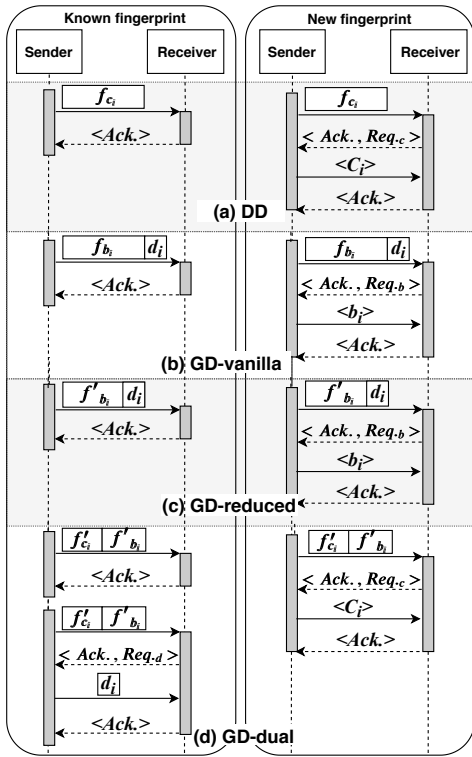 Known fingerprint
New fingerprint
Sender
Receiver
Sender
Receiver
f_{c_i}
<Ack.>
f_{c_i}
< Ack. , Req._c >
<C_i>
<Ack.>
(a) DD
f_{b_i} d_i
<Ack.>
f_{b_i} d_i
< Ack. , Req._b >
<b_i>
<Ack.>
(b) GD-vanilla
f'_{b_i} d_i
<Ack.>
f'_{b_i} d_i
< Ack. , Req._b >
<b_i>
<Ack.>
(c) GD-reduced
f'_{c_i} f'_{b_i}
<Ack.>
f'_{c_i} f'_{b_i}
< Ack. , Req._d >
d_i
<Ack.>
f'_{c_i} f'_{b_i}
< Ack. , Req._c >
<C_i>
<Ack.>
(d) GD-dual